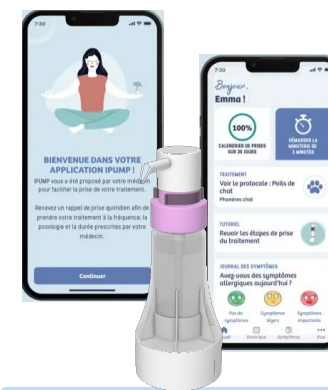 7:30
BIENVENUE DANS VOTRE
APPLICATION IPUMP !
iPUMP vous a été proposé par votre médecin
pour faciliter la prise de votre traitement.
Recevez un rappel de prise quotidien afin de
prendre votre traitement à la fréquence, la
posologie et la durée prescrites par votre
médecin.
Continuer
7:30
Bonjour,
Emma !
100%
CALENDRIER DE PRISES
SUR 30 JOURS
DÉMARRER LA
MINUTERIE DE
2 MINUTES
TRAITEMENT
Voir le protocole : Poils de
chat
Phanères chat
TUTORIEL
Revoir les étapes de prise
du traitement
JOURNAL DES SYMPTÔMES
Avez-vous des symptômes
allergiques aujourd'hui ?
Pas de
symptômes
Symptômes
légers
Symptômes
importants
Historique
Symptômes
Plus